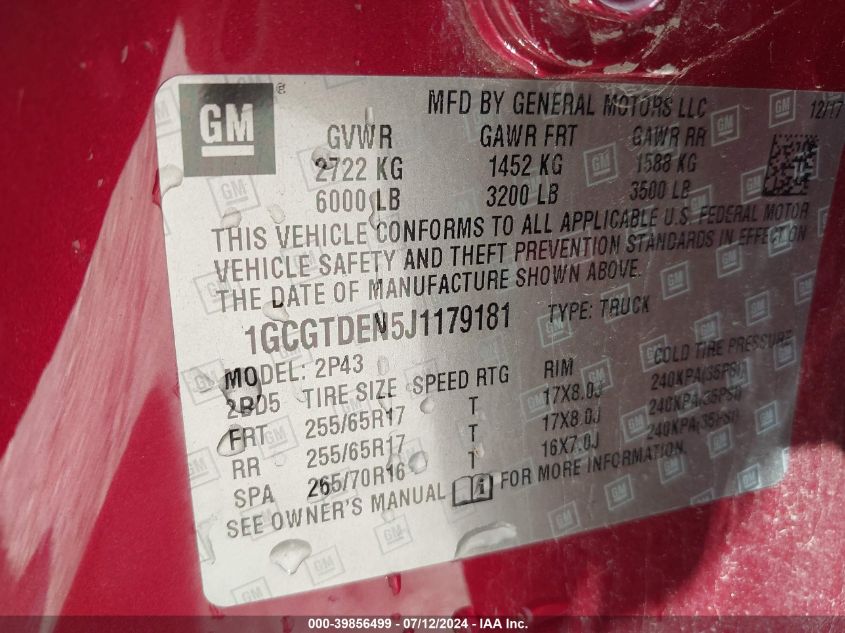 GM ®
MFD BY GENERAL MOTORS LLC 12/17
GVWR GAWR FRT GAWR RR
2722 KG 1452 KG 1588 KG
6000 LB 3200 LB 3500 LB
THIS VEHICLE CONFORMS TO ALL APPLICABLE U.S. FEDERAL MOTOR
VEHICLE SAFETY AND THEFT PREVENTION STANDARDS IN EFFECT ON
THE DATE OF MANUFACTURE SHOWN ABOVE.
1GCGTDEN5J1179181 TYPE: TRUCK
MODEL: 2P43
2BD5 TIRE SIZE SPEED RTG RIM COLD TIRE PRESSURE
FRT 255/65R17 T 17X8.0J 240KPA(35PSI)
RR 255/65R17 T 17X8.0J 240KPA(35PSI)
SPA 265/70R16 T 16X7.0J 240KPA(35PSI)
SEE OWNER'S MANUAL FOR MORE INFORMATION.
000-39856499 - 07/12/2024 - IAA Inc.